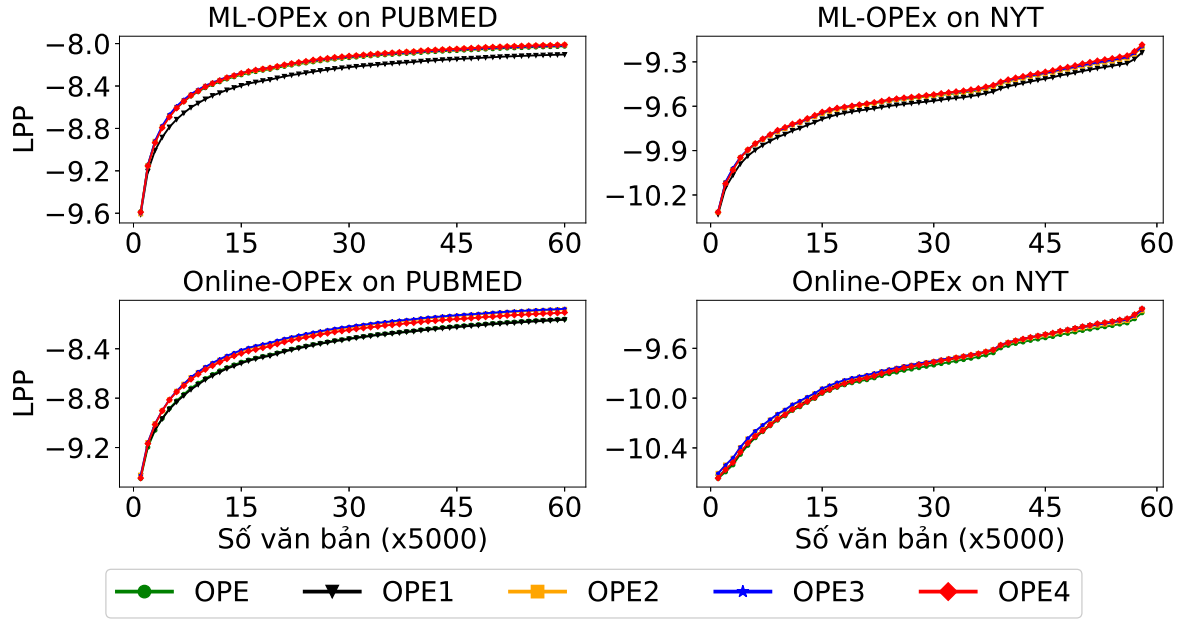 ML-OPEx on PUBMED
LPP
−8.0
−8.4
−8.8
−9.2
−9.6
0 15 30 45 60
ML-OPEx on NYT
−9.3
−9.6
−9.9
−10.2
0 15 30 45 60
Online-OPEx on PUBMED
LPP
−8.4
−8.8
−9.2
0 15 30 45 60
Số văn bản (x5000)
Online-OPEx on NYT
−9.6
−10.0
−10.4
0 15 30 45 60
Số văn bản (x5000)
OPE OPE1 OPE2 OPE3 OPE4